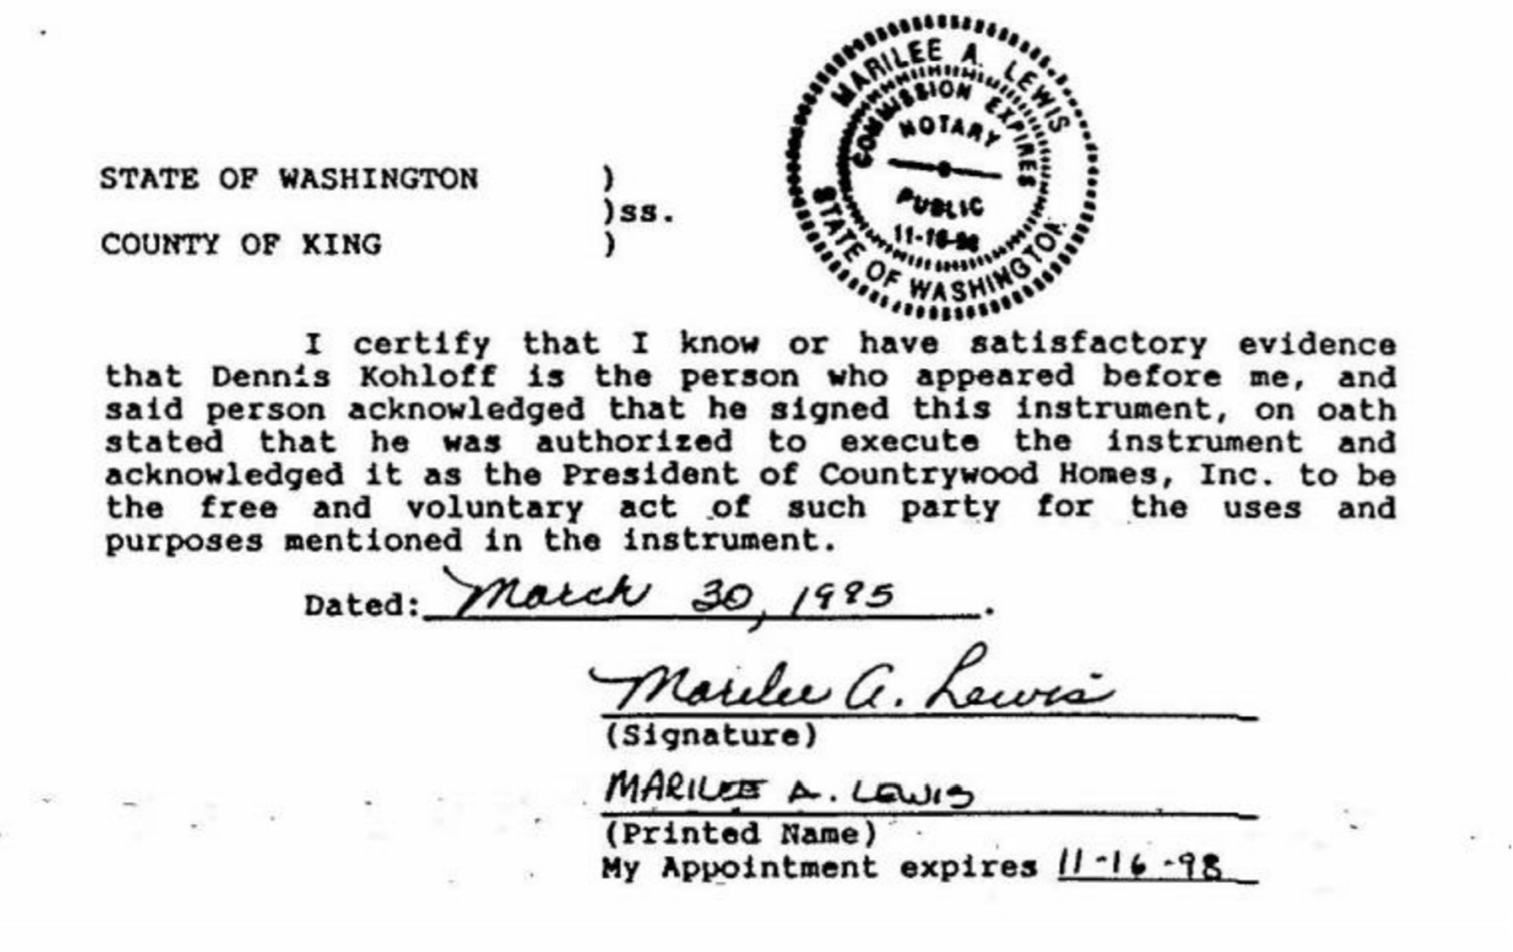 MARILEE A. LEWIS
COMMISSION EXPIRES
NOTARY
PUBLIC
11-16-98
STATE OF WASHINGTON
STATE OF WASHINGTON )
)ss.
COUNTY OF KING )
I certify that I know or have satisfactory evidence
that Dennis Kohloff is the person who appeared before me, and
said person acknowledged that he signed this instrument, on oath
stated that he was authorized to execute the instrument and
acknowledged it as the President of Countrywood Homes, Inc. to be
the free and voluntary act of such party for the uses and
purposes mentioned in the instrument.
Dated: March 30, 1995.
Marilee A. Lewis
(Signature)
MARILEE A. LEWIS
(Printed Name)
My Appointment expires 11-16-98